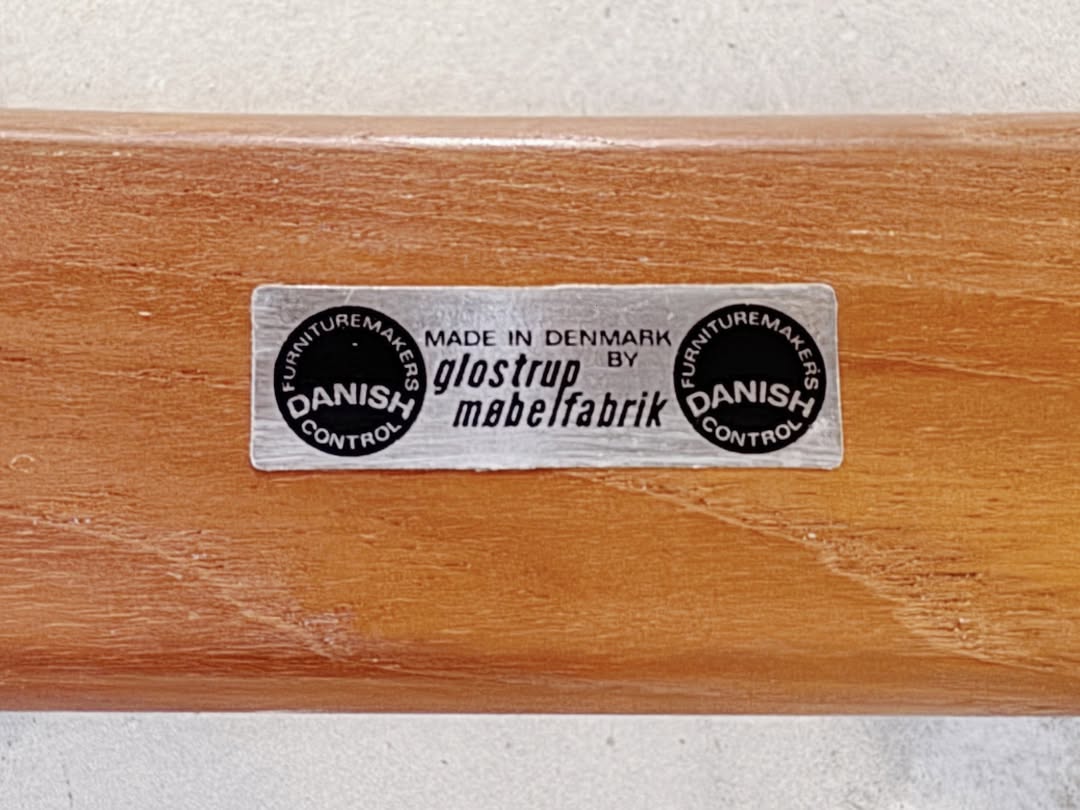 FURNITUREMAKERS
DANISH
CONTROL
MADE IN DENMARK
BY
glostrup
møbelfabrik
FURNITUREMAKERS
DANISH
CONTROL